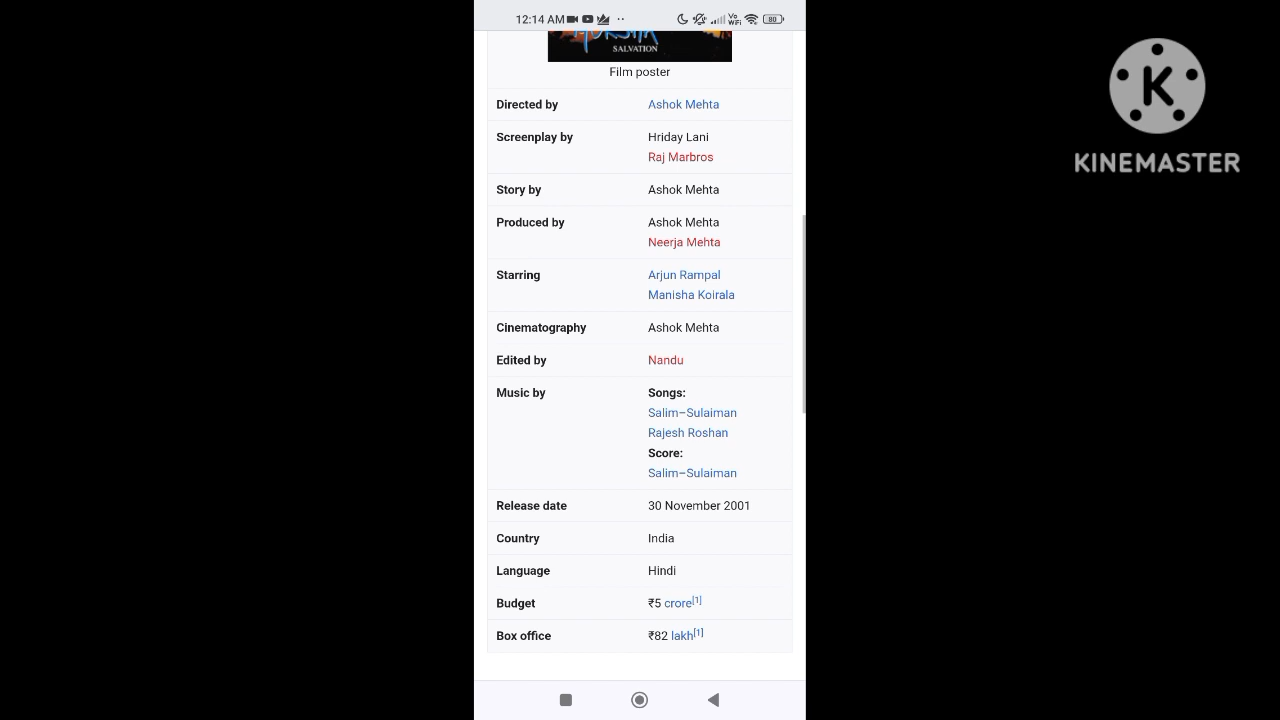 12:14 AM
Vo WiFi
80
SALVATION
Film poster
Directed by Ashok Mehta
Screenplay by Hriday Lani
Raj Marbros
Story by Ashok Mehta
Produced by Ashok Mehta
Neerja Mehta
Starring Arjun Rampal
Manisha Koirala
Cinematography Ashok Mehta
Edited by Nandu
Music by Songs:
Salim–Sulaiman
Rajesh Roshan
Score:
Salim–Sulaiman
Release date 30 November 2001
Country India
Language Hindi
Budget ₹5 crore[1]
Box office ₹82 lakh[1]
K
KINEMASTER